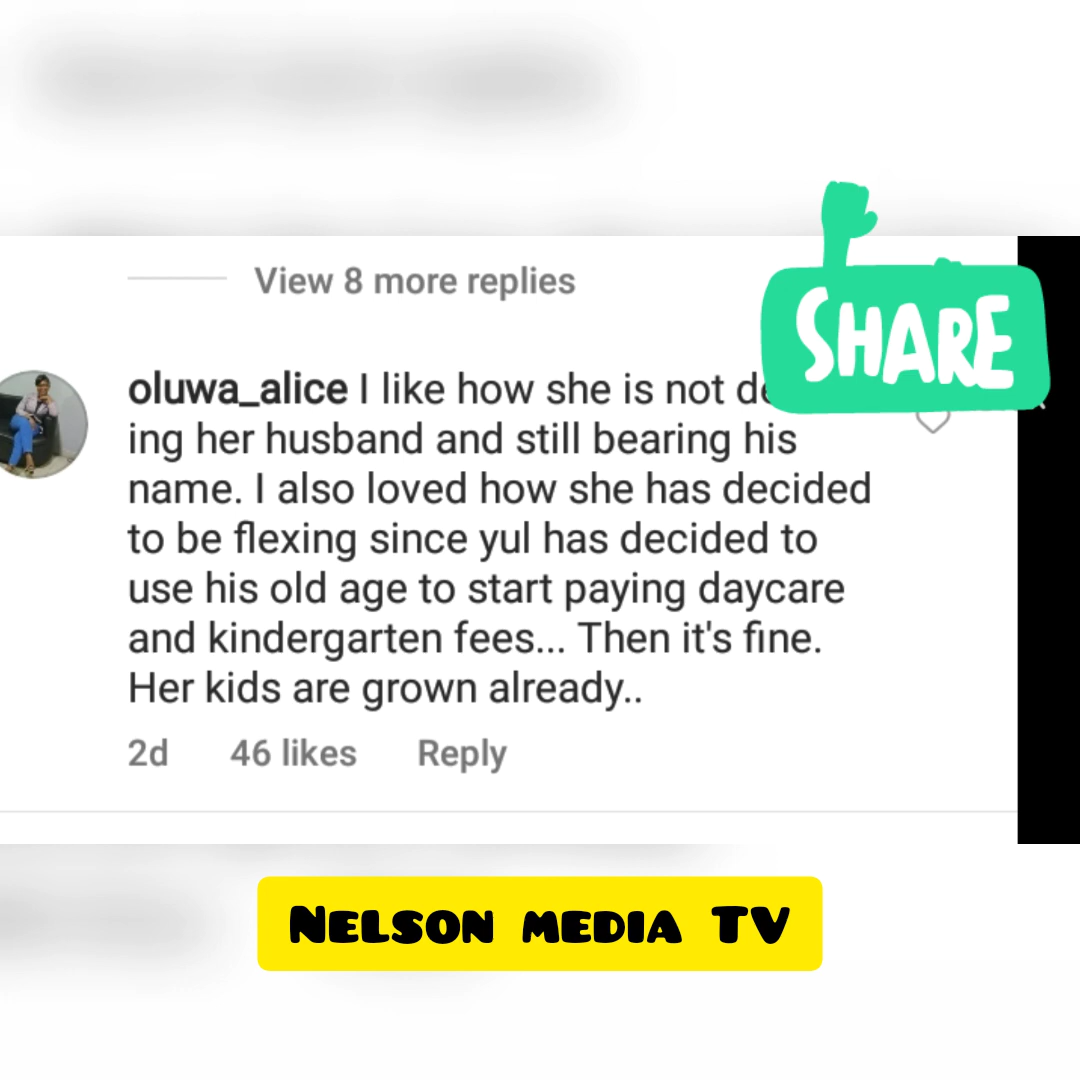 View 8 more replies
SHARE
oluwa_alice I like how she is not
ing her husband and still bearing his
name. I also loved how she has decided
to be flexing since yul has decided to
use his old age to start paying daycare
and kindergarten fees... Then it's fine.
Her kids are grown already..
2d 46 likes Reply
NELSON MEDIA TV